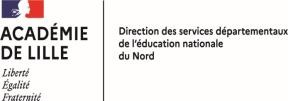 ACADÉMIE
DE LILLE
Liberté
Égalité
Fraternité
Direction des services départementaux
de l'éducation nationale
du Nord